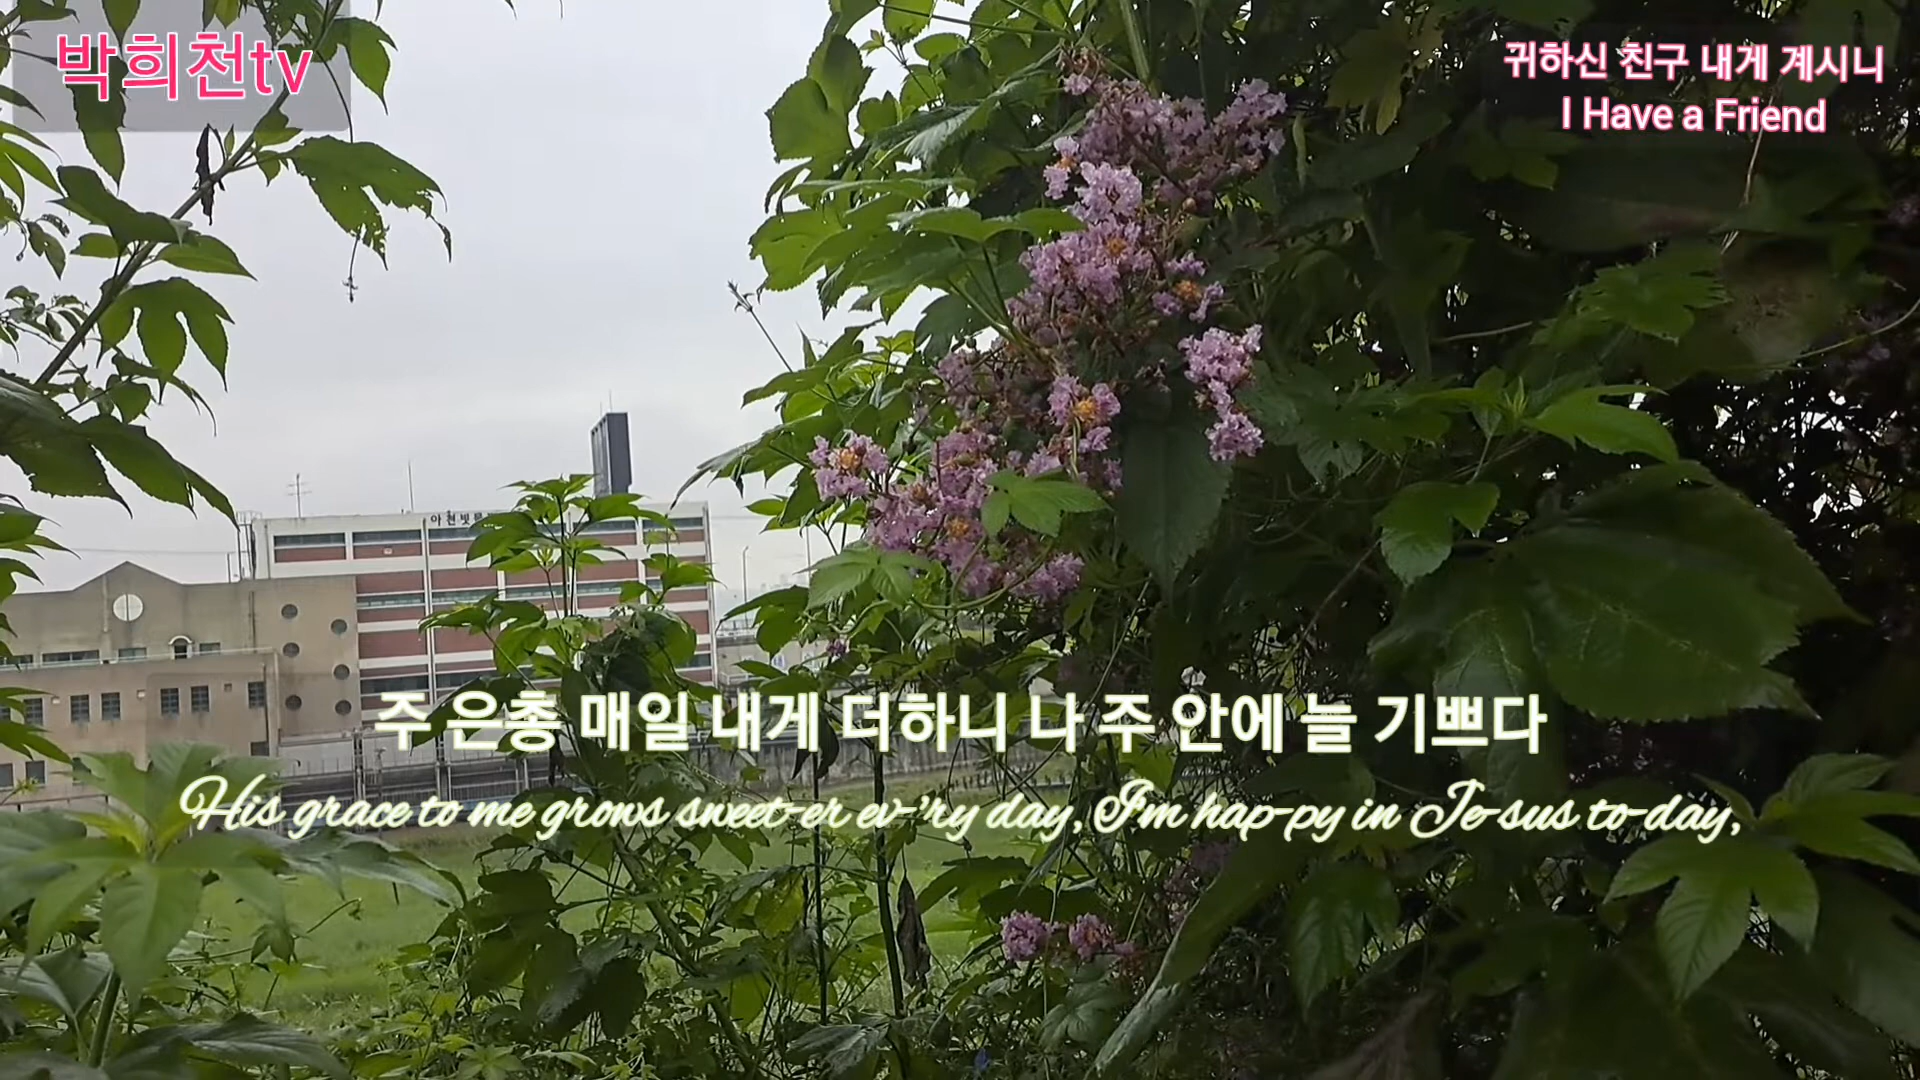 박희천tv
귀하신 친구 내게 계시니
I Have a Friend
주 은총 매일 내게 더하니 나 주 안에 늘 기쁘다
His grace to me grows sweet-er ev-'ry day, I'm hap-py in Je-sus to-day,